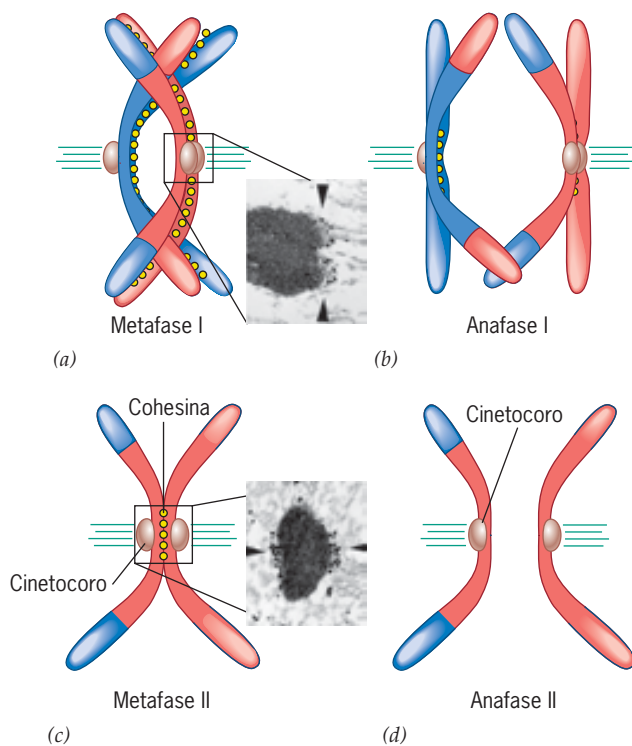 Metafase I
Anafase I
(a)
(b)
Cohesina
Cinetocoro
Cinetocoro
Metafase II
Anafase II
(c)
(d)